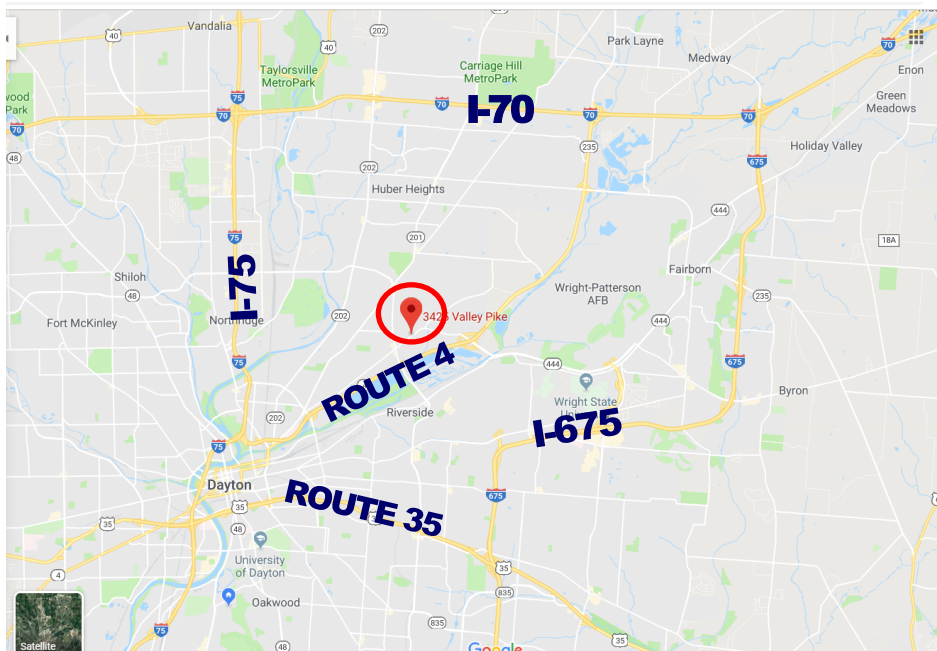 Vandalia
40
202
40
Park Layne
Medway
70
Enon
Green
Meadows
Taylorsville
MetroPark
Carriage Hill
MetroPark
wood
Park
70
75
70
I-70
70
70
70
48
235
Holiday Valley
675
202
Huber Heights
444
201
75
18A
I-75
Shiloh
48
Fairborn
Wright-Patterson
AFB
235
Fort McKinley
Northridge
202
Valley Pike
444
75
ROUTE 4
444
675
Wright State
Byron
Riverside
202
I-675
75
Dayton
ROUTE 35
675
35
35
48
University
of Dayton
4
35
835
Oakwood
75
835
35
48
Satellite
Google